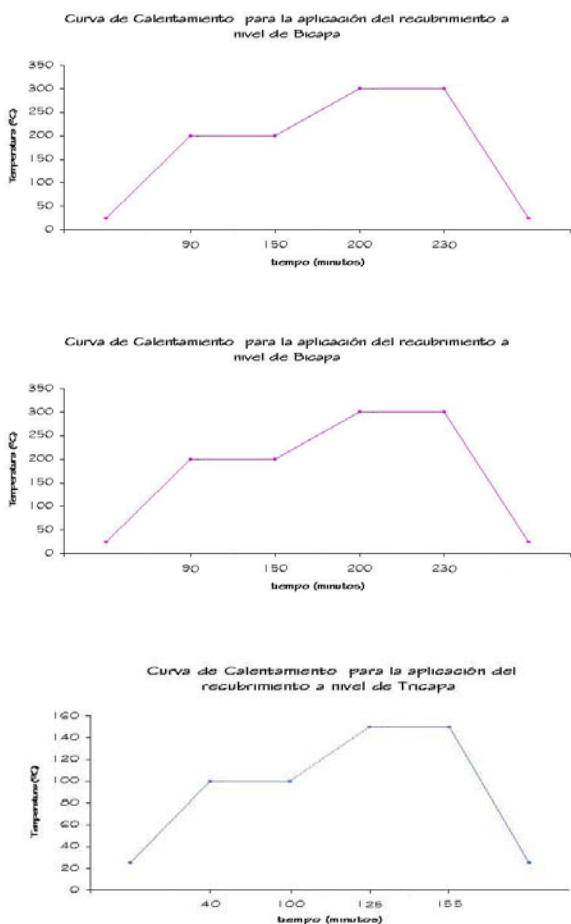 Curva de Calentamiento para la aplicación del recubrimiento a
nivel de Bicapa
Temperatura (ºC)
350
300
250
200
150
100
50
0
90 150 200 230
tiempo (minutos)
Curva de Calentamiento para la aplicación del recubrimiento a
nivel de Bicapa
Temperatura (ºC)
350
300
250
200
150
100
50
0
90 150 200 230
tiempo (minutos)
Curva de Calentamiento para la aplicación del
recubrimiento a nivel de Tricapa
Temperatura (ºC)
160
140
120
100
80
60
40
20
0
40 100 125 155
tiempo (minutos)